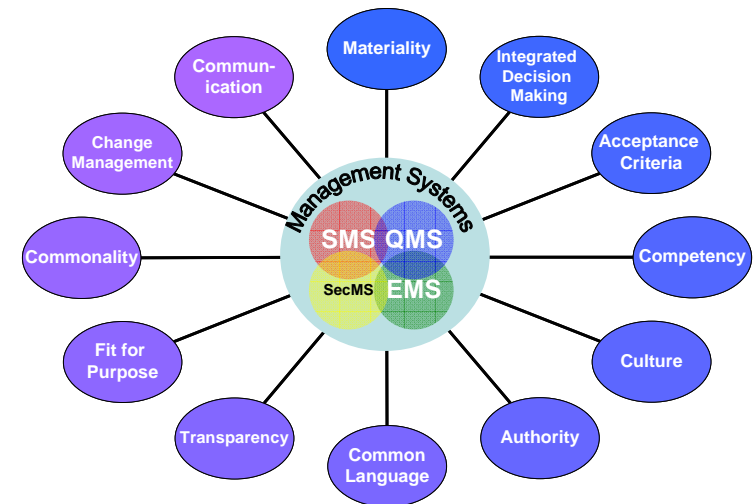 Materiality
Integrated
Decision
Making
Acceptance
Criteria
Competency
Culture
Authority
Common
Language
Transparency
Fit for
Purpose
Commonality
Change
Management
Commun-
ication
Management Systems
SMS QMS
SecMS EMS